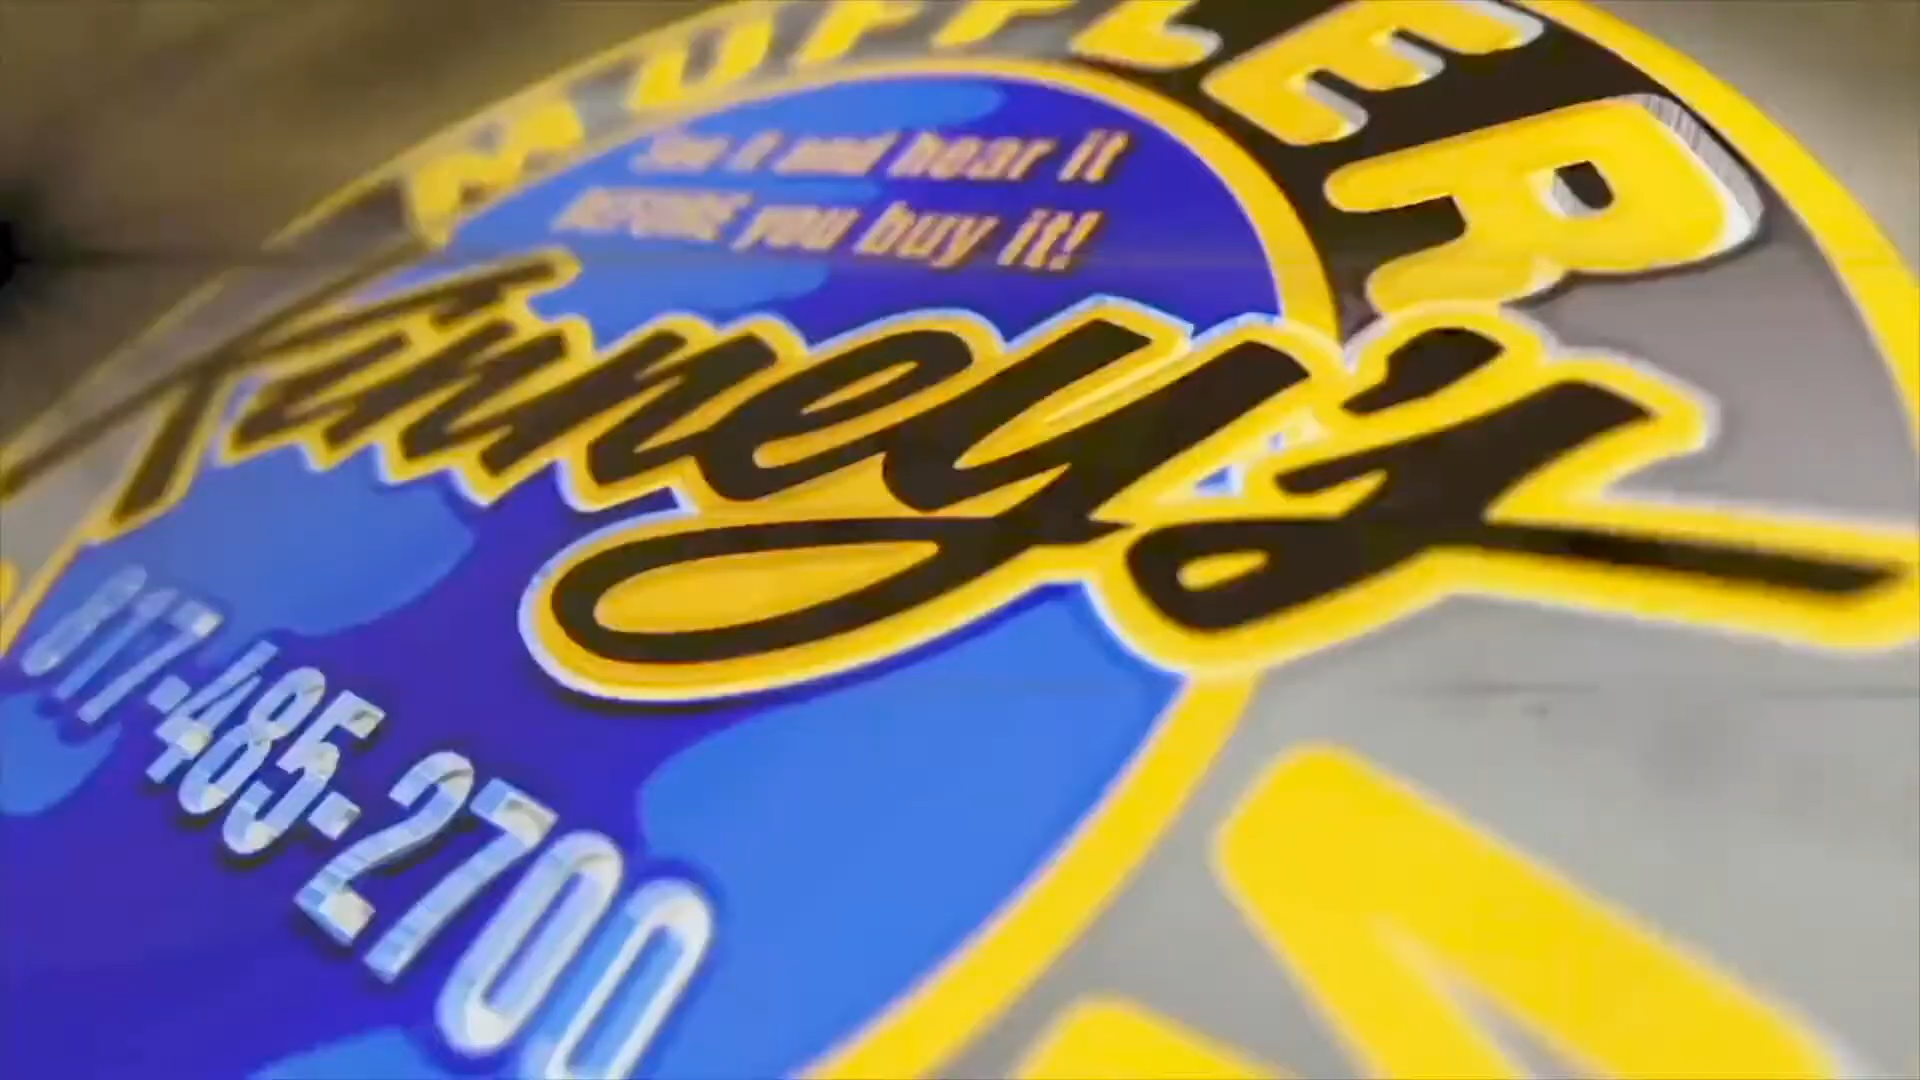 MUFFLER
See it and hear it
BEFORE you buy it!
Kinney's
817-485-2700